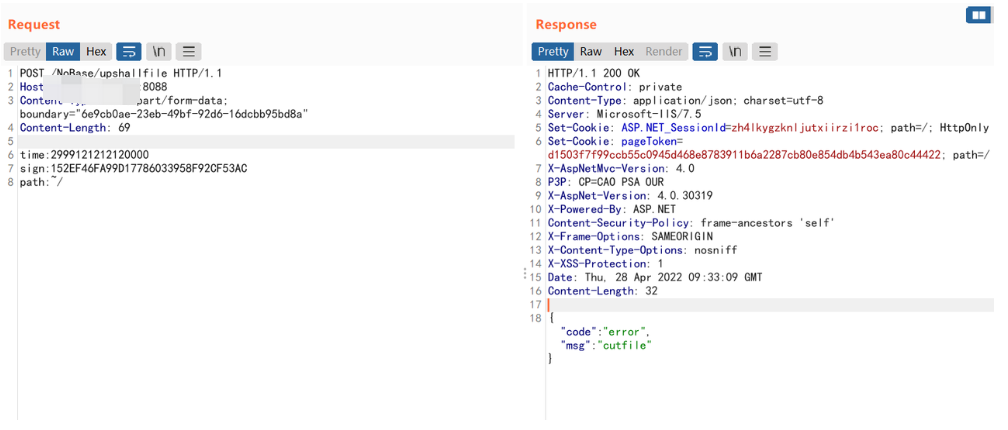 Request
Pretty Raw Hex \n
1 POST /NoBase/upshallfile HTTP/1.1
2 Host :8088
3 part/form-data;
boundary="6e9cb0ae-23eb-49bf-92d6-16dcbb95bd8a"
4 Content-Length: 69
5
6 time:2999121212120000
7 sign:152EF46FA99D17786033958F92CF53AC
8 path:~/
Response
Pretty Raw Hex Render \n
1 HTTP/1.1 200 OK
2 Cache-Control: private
3 Content-Type: application/json; charset=utf-8
4 Server: Microsoft-IIS/7.5
5 Set-Cookie: ASP.NET_SessionId=zh4lkygzknljutxiirzi1roc; path=/; HttpOnly
6 Set-Cookie: pageToken=
d1503f7f99ccb55c0945d468e8783911b6a2287cb80e854db4b543ea80c44422; path=/
7 X-AspNetMvc-Version: 4.0
8 P3P: CP=CAO PSA OUR
9 X-AspNet-Version: 4.0.30319
10 X-Powered-By: ASP.NET
11 Content-Security-Policy: frame-ancestors 'self'
12 X-Frame-Options: SAMEORIGIN
13 X-Content-Type-Options: nosniff
14 X-XSS-Protection: 1
15 Date: Thu, 28 Apr 2022 09:33:09 GMT
16 Content-Length: 32
17
18 {
"code":"error",
"msg":"cutfile"
}